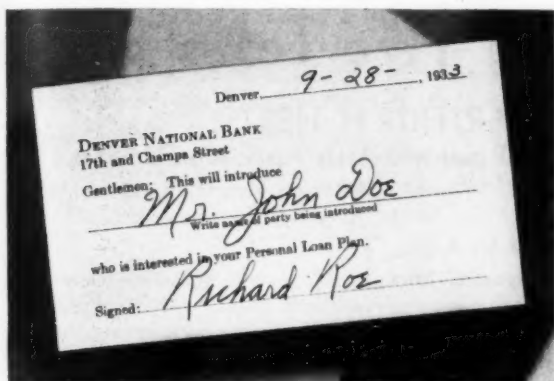 Denver 9-28-, 1933
DENVER NATIONAL BANK
17th and Champa Street
Gentlemen: This will introduce
Mr. John Doe
Write name of party being introduced
who is interested in your Personal Loan Plan.
Signed: Richard Roe